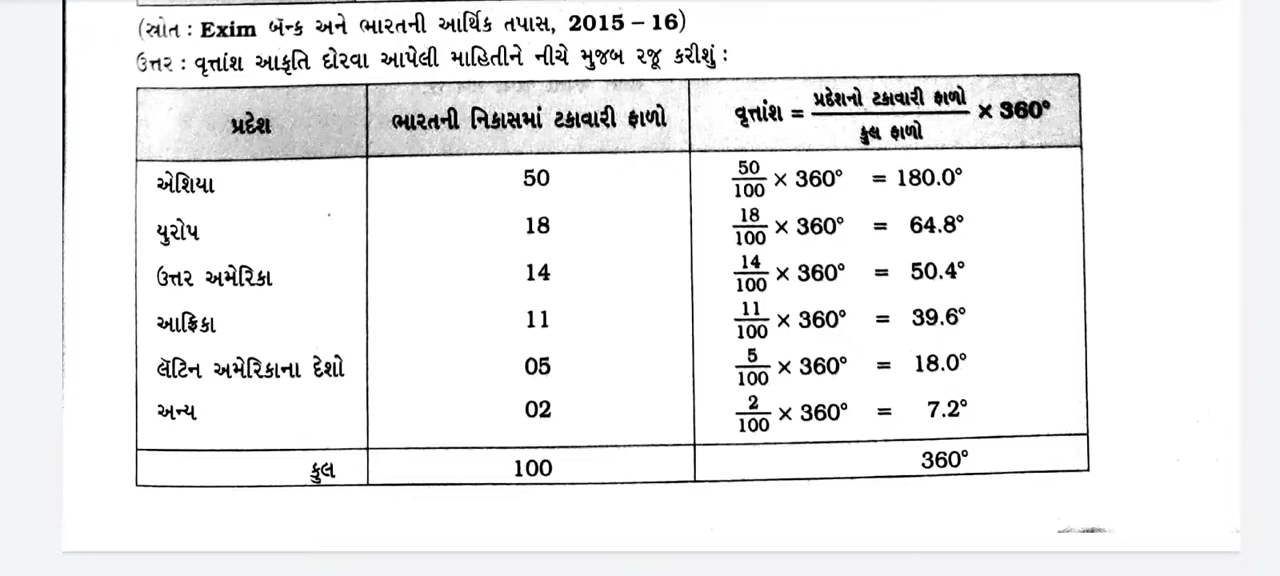 (સ્રોત : Exim બૅન્ક અને ભારતની આર્થિક તપાસ, 2015 – 16)
ઉત્તર : વૃત્તાંશ આકૃતિ દોરવા આપેલી માહિતીને નીચે મુજબ રજૂ કરીશું :
પ્રદેશ ભારતની નિકાસમાં ટકાવારી ફાળો વૃત્તાંશ = પ્રદેશનો ટકાવારી ફાળો / કુલ ફાળો × 360°
એશિયા 50 50/100 × 360° = 180.0°
યુરોપ 18 18/100 × 360° = 64.8°
ઉત્તર અમેરિકા 14 14/100 × 360° = 50.4°
આફ્રિકા 11 11/100 × 360° = 39.6°
લૅટિન અમેરિકાના દેશો 05 5/100 × 360° = 18.0°
અન્ય 02 2/100 × 360° = 7.2°
કુલ 100 360°